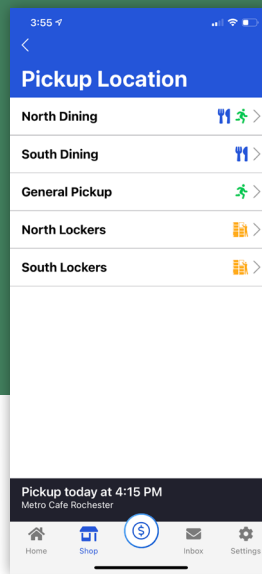 3:55
Pickup Location
North Dining
South Dining
General Pickup
North Lockers
South Lockers
Pickup today at 4:15 PM
Metro Cafe Rochester
Home
Shop
$
Inbox
Settings